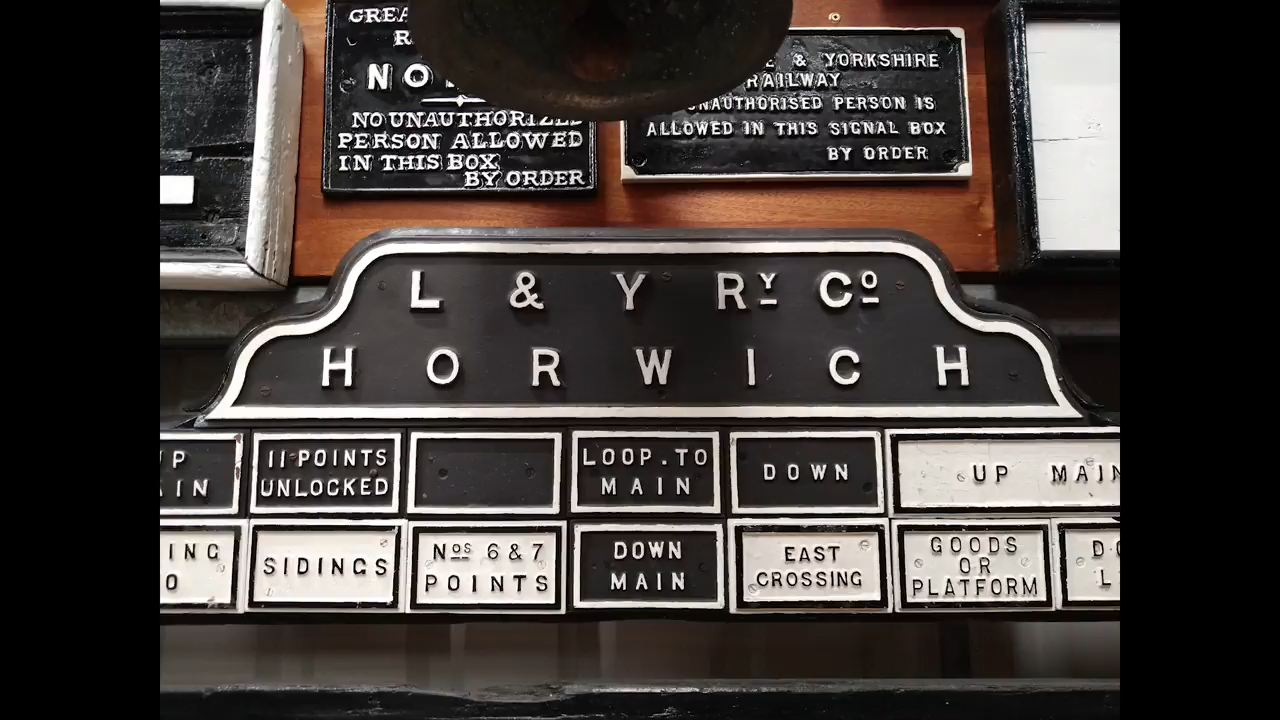 NO UNAUTHORIZED
PERSON ALLOWED
IN THIS BOX
BY ORDER
& YORKSHIRE
RAILWAY
UNAUTHORISED PERSON IS
ALLOWED IN THIS SIGNAL BOX
BY ORDER
L & Y RY CO
HORWICH
11 POINTS
UNLOCKED
LOOP.TO
MAIN
DOWN
UP MAIN
SIDINGS
NOS 6 & 7
POINTS
DOWN
MAIN
EAST
CROSSING
GOODS
OR
PLATFORM